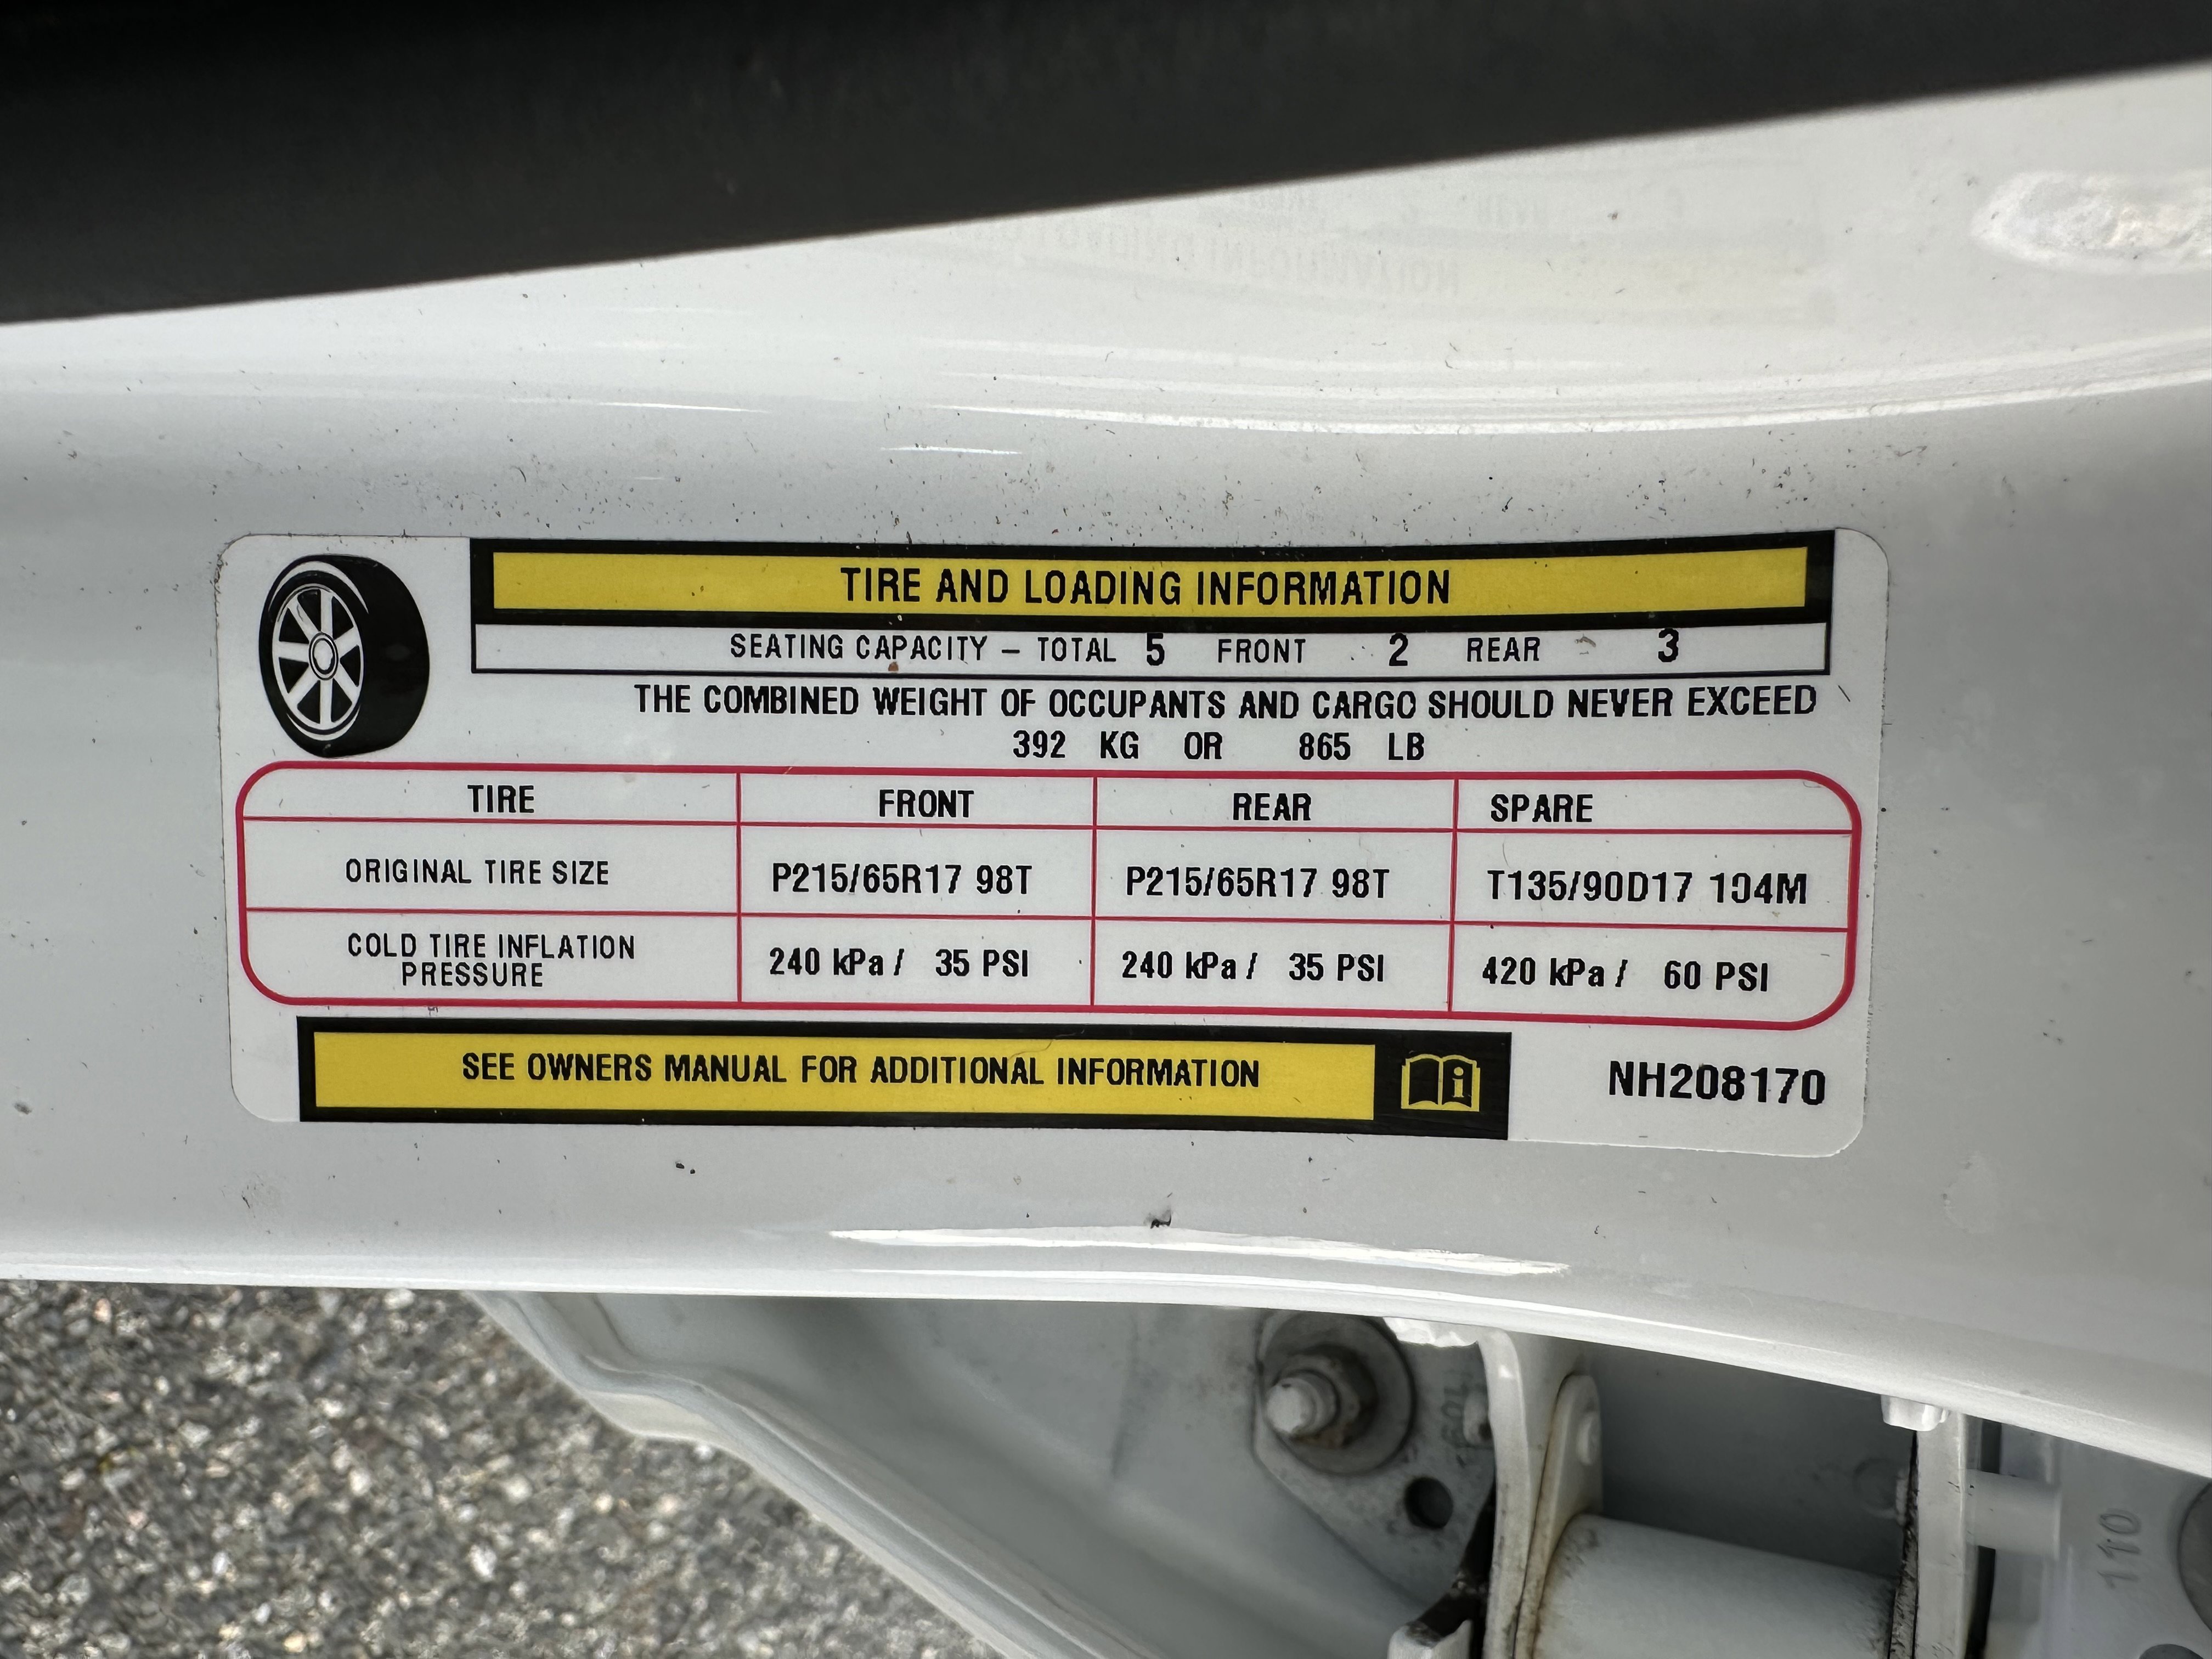 TIRE AND LOADING INFORMATION
SEATING CAPACITY – TOTAL 5 FRONT 2 REAR 3
THE COMBINED WEIGHT OF OCCUPANTS AND CARGO SHOULD NEVER EXCEED
392 KG OR 865 LB
TIRE FRONT REAR SPARE
ORIGINAL TIRE SIZE P215/65R17 98T P215/65R17 98T T135/90D17 104M
COLD TIRE INFLATION PRESSURE 240 kPa / 35 PSI 240 kPa / 35 PSI 420 kPa / 60 PSI
SEE OWNERS MANUAL FOR ADDITIONAL INFORMATION
NH208170
110